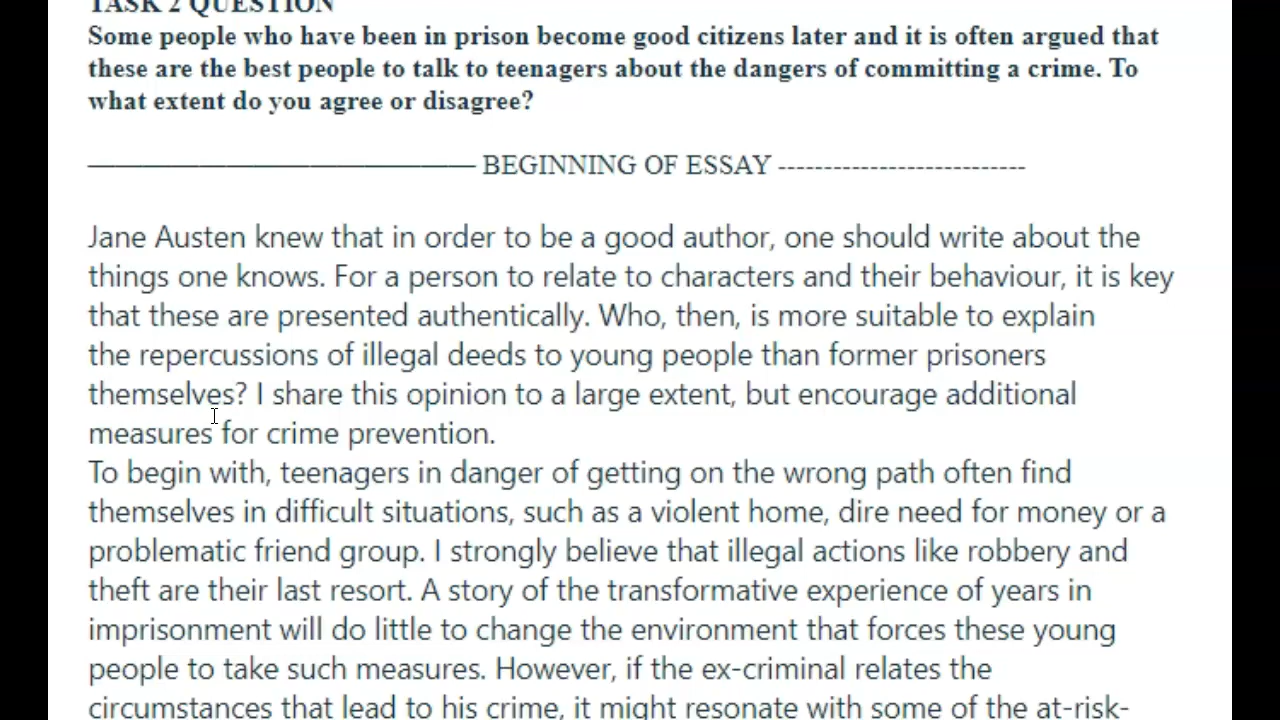 TASK 2 QUESTION
Some people who have been in prison become good citizens later and it is often argued that
these are the best people to talk to teenagers about the dangers of committing a crime. To
what extent do you agree or disagree?
—————————————— BEGINNING OF ESSAY --------------------------
Jane Austen knew that in order to be a good author, one should write about the
things one knows. For a person to relate to characters and their behaviour, it is key
that these are presented authentically. Who, then, is more suitable to explain
the repercussions of illegal deeds to young people than former prisoners
themselves? I share this opinion to a large extent, but encourage additional
measures for crime prevention.
To begin with, teenagers in danger of getting on the wrong path often find
themselves in difficult situations, such as a violent home, dire need for money or a
problematic friend group. I strongly believe that illegal actions like robbery and
theft are their last resort. A story of the transformative experience of years in
imprisonment will do little to change the environment that forces these young
people to take such measures. However, if the ex-criminal relates the
circumstances that lead to his crime, it might resonate with some of the at-risk-